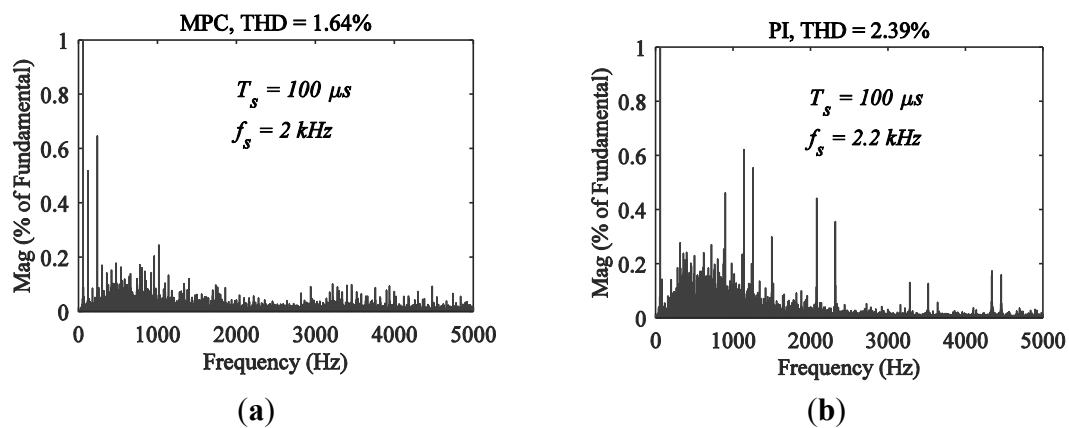 MPC, THD = 1.64%
1
0.8
0.6
0.4
0.2
0
Mag (% of Fundamental)
T_s = 100 μs
f_s = 2 kHz
0 1000 2000 3000 4000 5000
Frequency (Hz)
(a)
PI, THD = 2.39%
1
0.8
0.6
0.4
0.2
0
Mag (% of Fundamental)
T_s = 100 μs
f_s = 2.2 kHz
0 1000 2000 3000 4000 5000
Frequency (Hz)
(b)